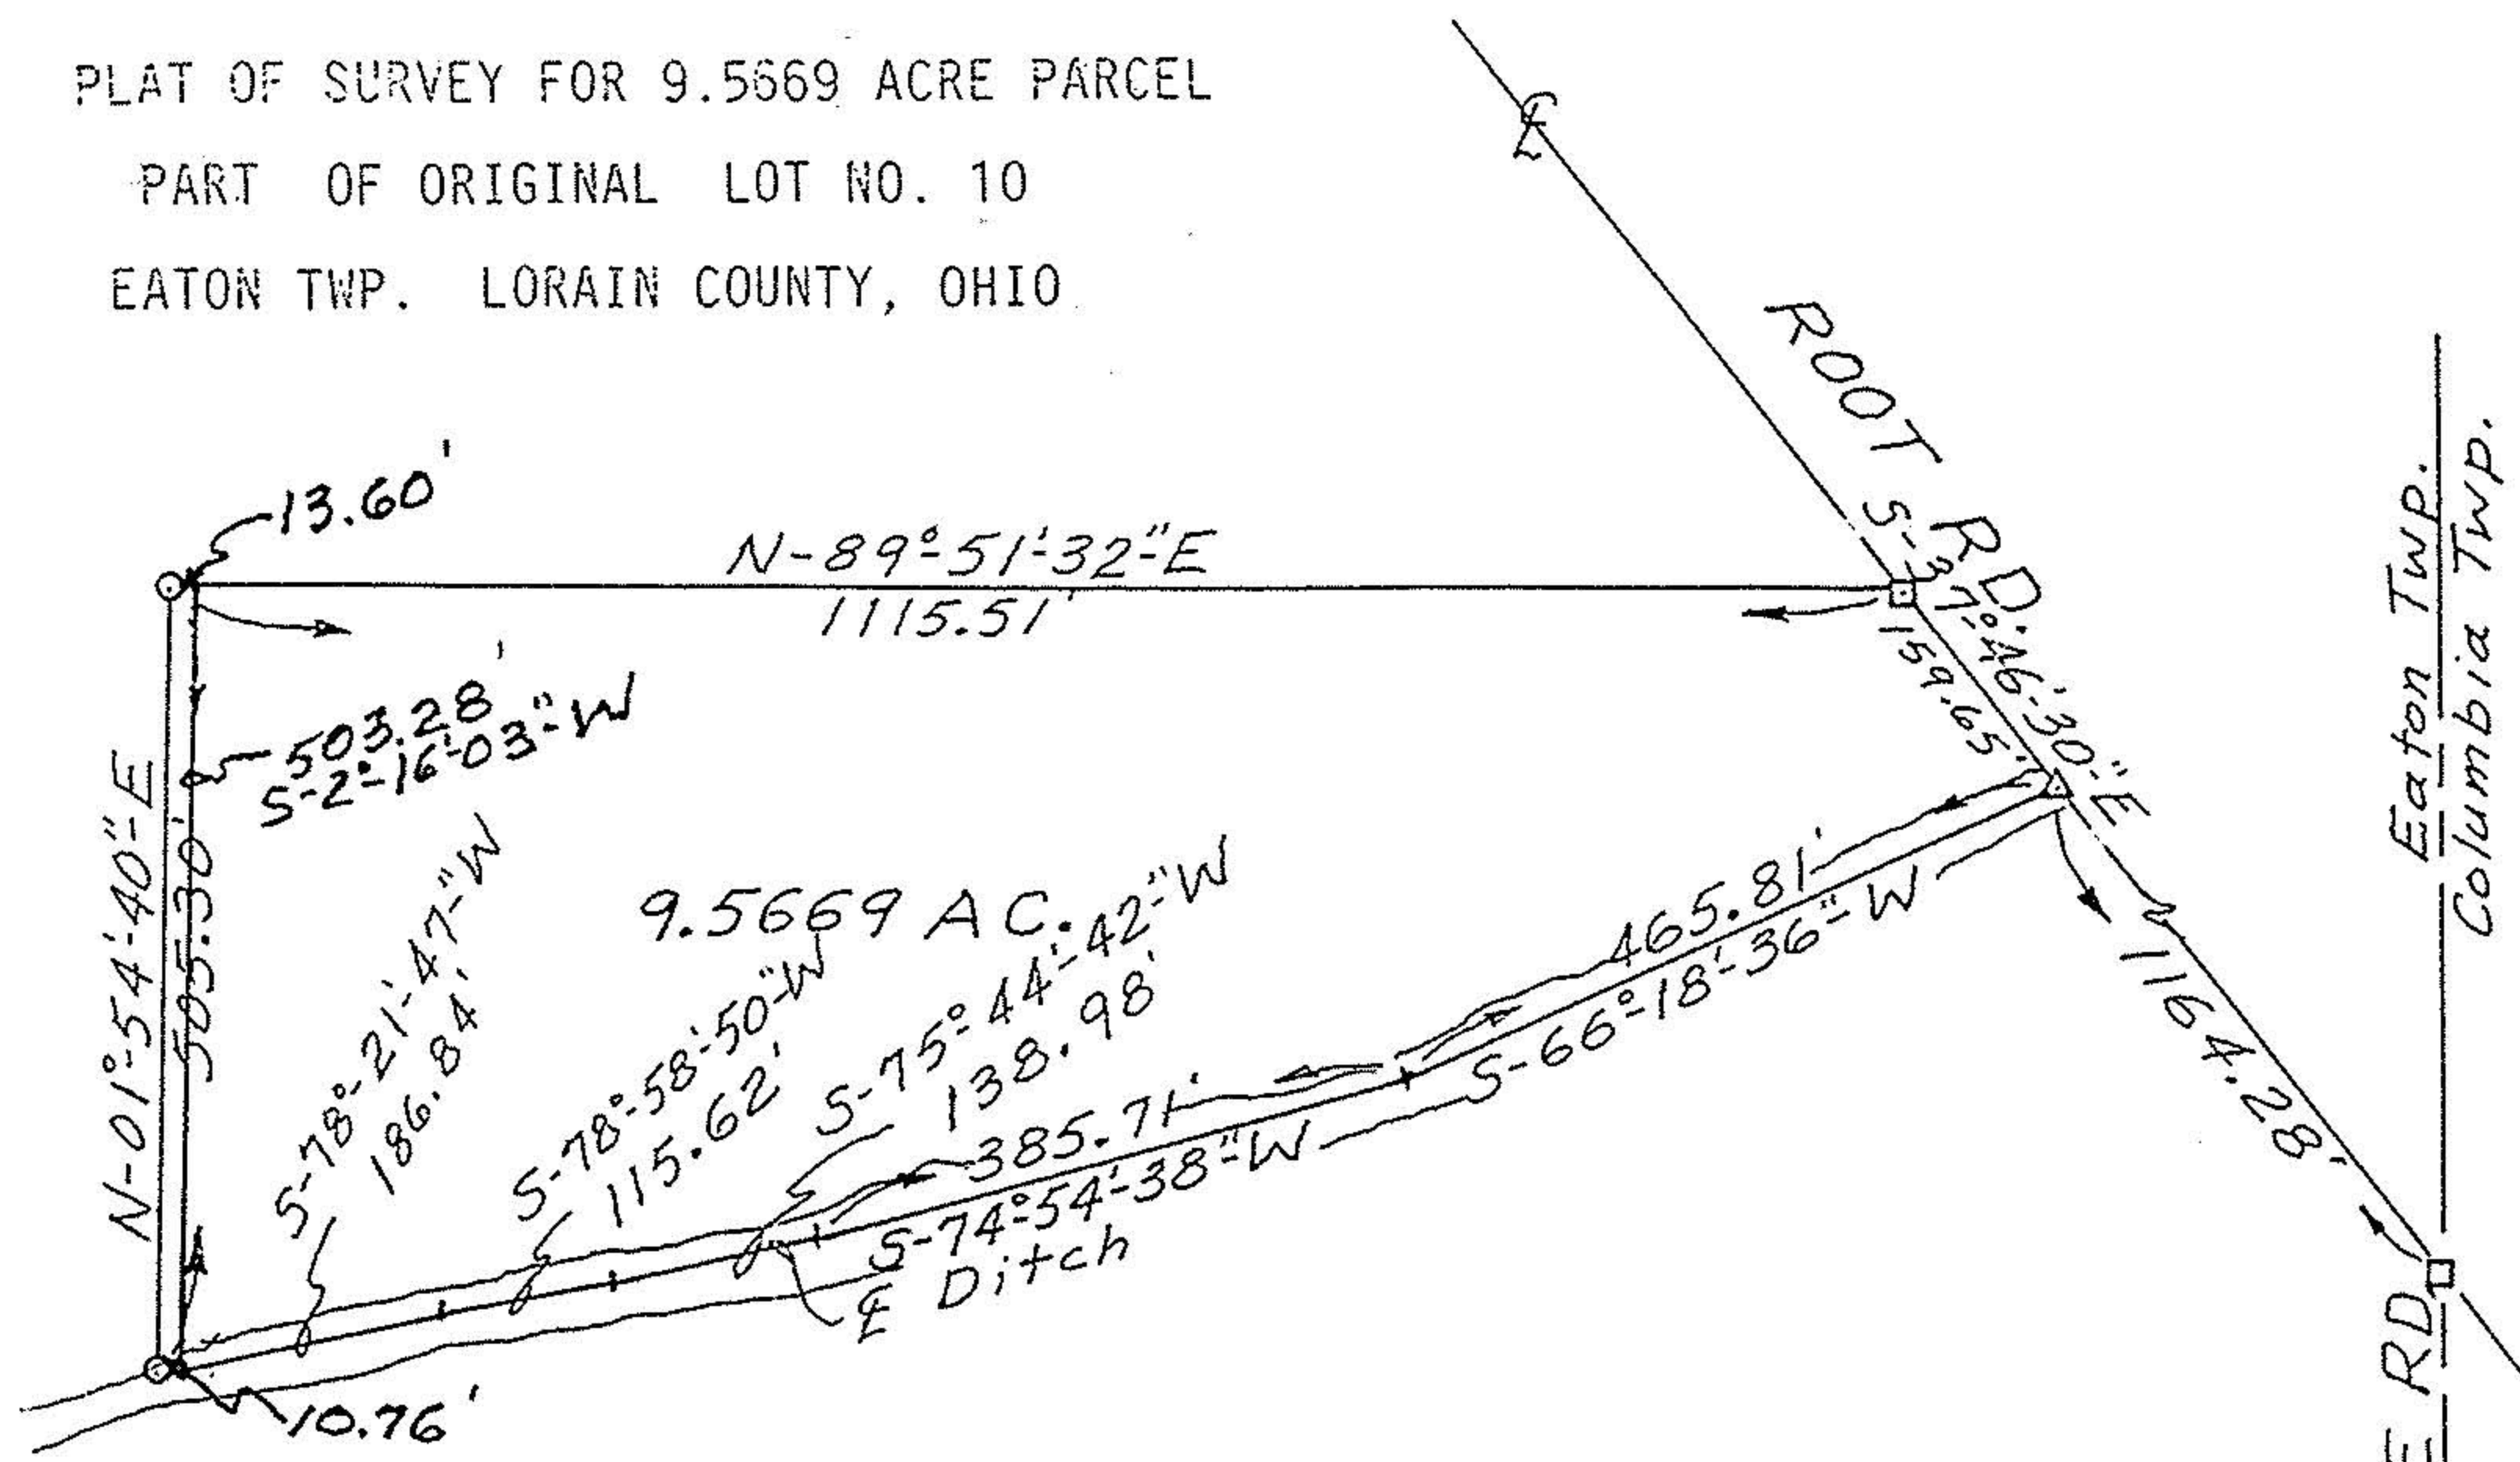 PLAT OF SURVEY FOR 9.5669 ACRE PARCEL
PART OF ORIGINAL LOT NO. 10
EATON TWP. LORAIN COUNTY, OHIO
ROOT RD.
S-37°-46'-30"-E
159.65'
Eaton Twp.
Columbia Twp.
13.60'
N-89°-51'-32"-E
1115.51'
503.28'
S-2°-16'-03"-W
N-01°-54'-40"-E
505.30'
9.5669 AC.
S-78°-21'-47"-W
186.84'
S-78°-58'-50"-W
115.62'
S-75°-44'-42"-W
138.98'
465.81'
S-66°-18'-36"-W
385.71'
S-74°-54'-38"-W
℄ Ditch
1164.28'
10.76'
E RD